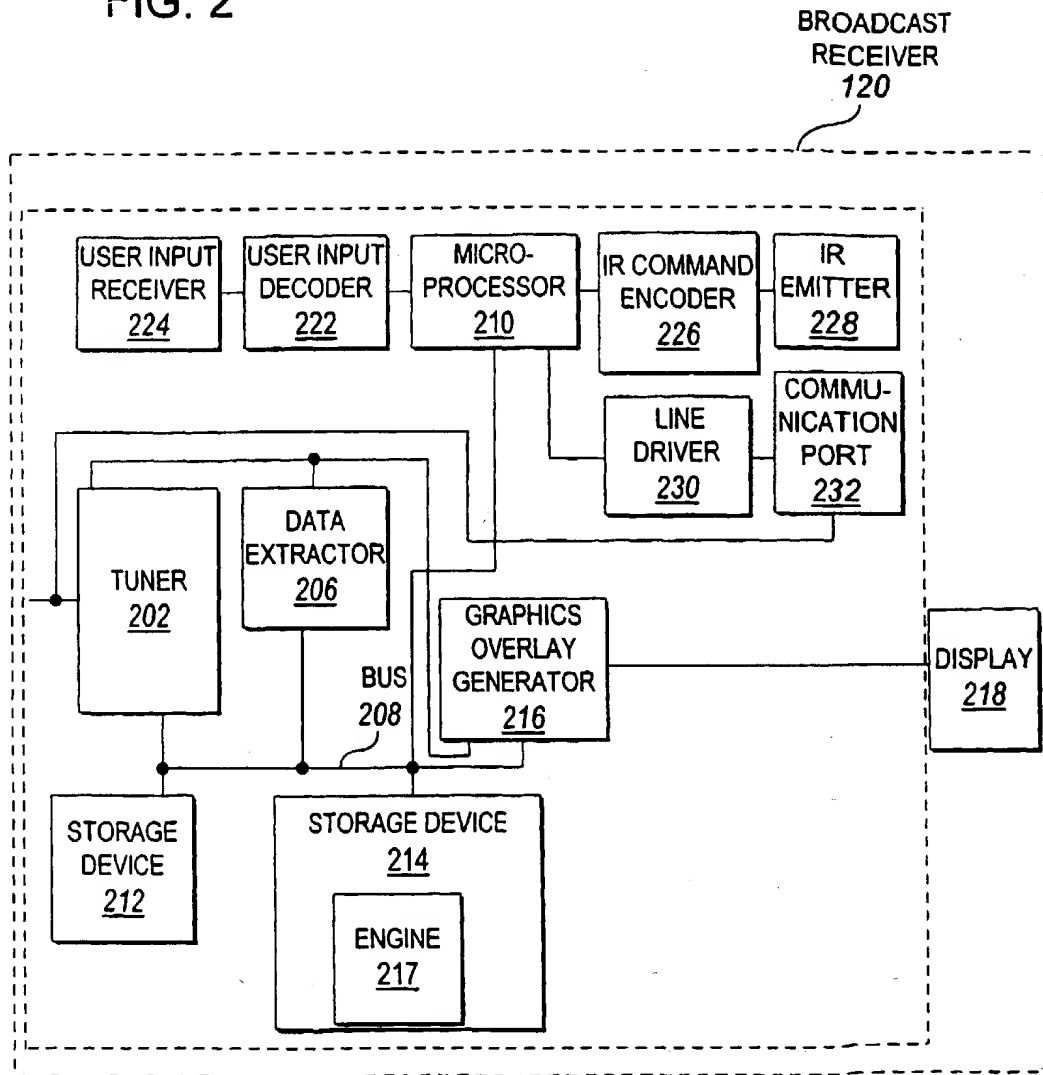 FIG. 2
BROADCAST
RECEIVER
120
USER INPUT
RECEIVER
224
USER INPUT
DECODER
222
MICRO-
PROCESSOR
210
IR COMMAND
ENCODER
226
IR
EMITTER
228
LINE
DRIVER
230
COMMU-
NICATION
PORT
232
TUNER
202
DATA
EXTRACTOR
206
BUS
208
GRAPHICS
OVERLAY
GENERATOR
216
DISPLAY
218
STORAGE
DEVICE
212
STORAGE DEVICE
214
ENGINE
217